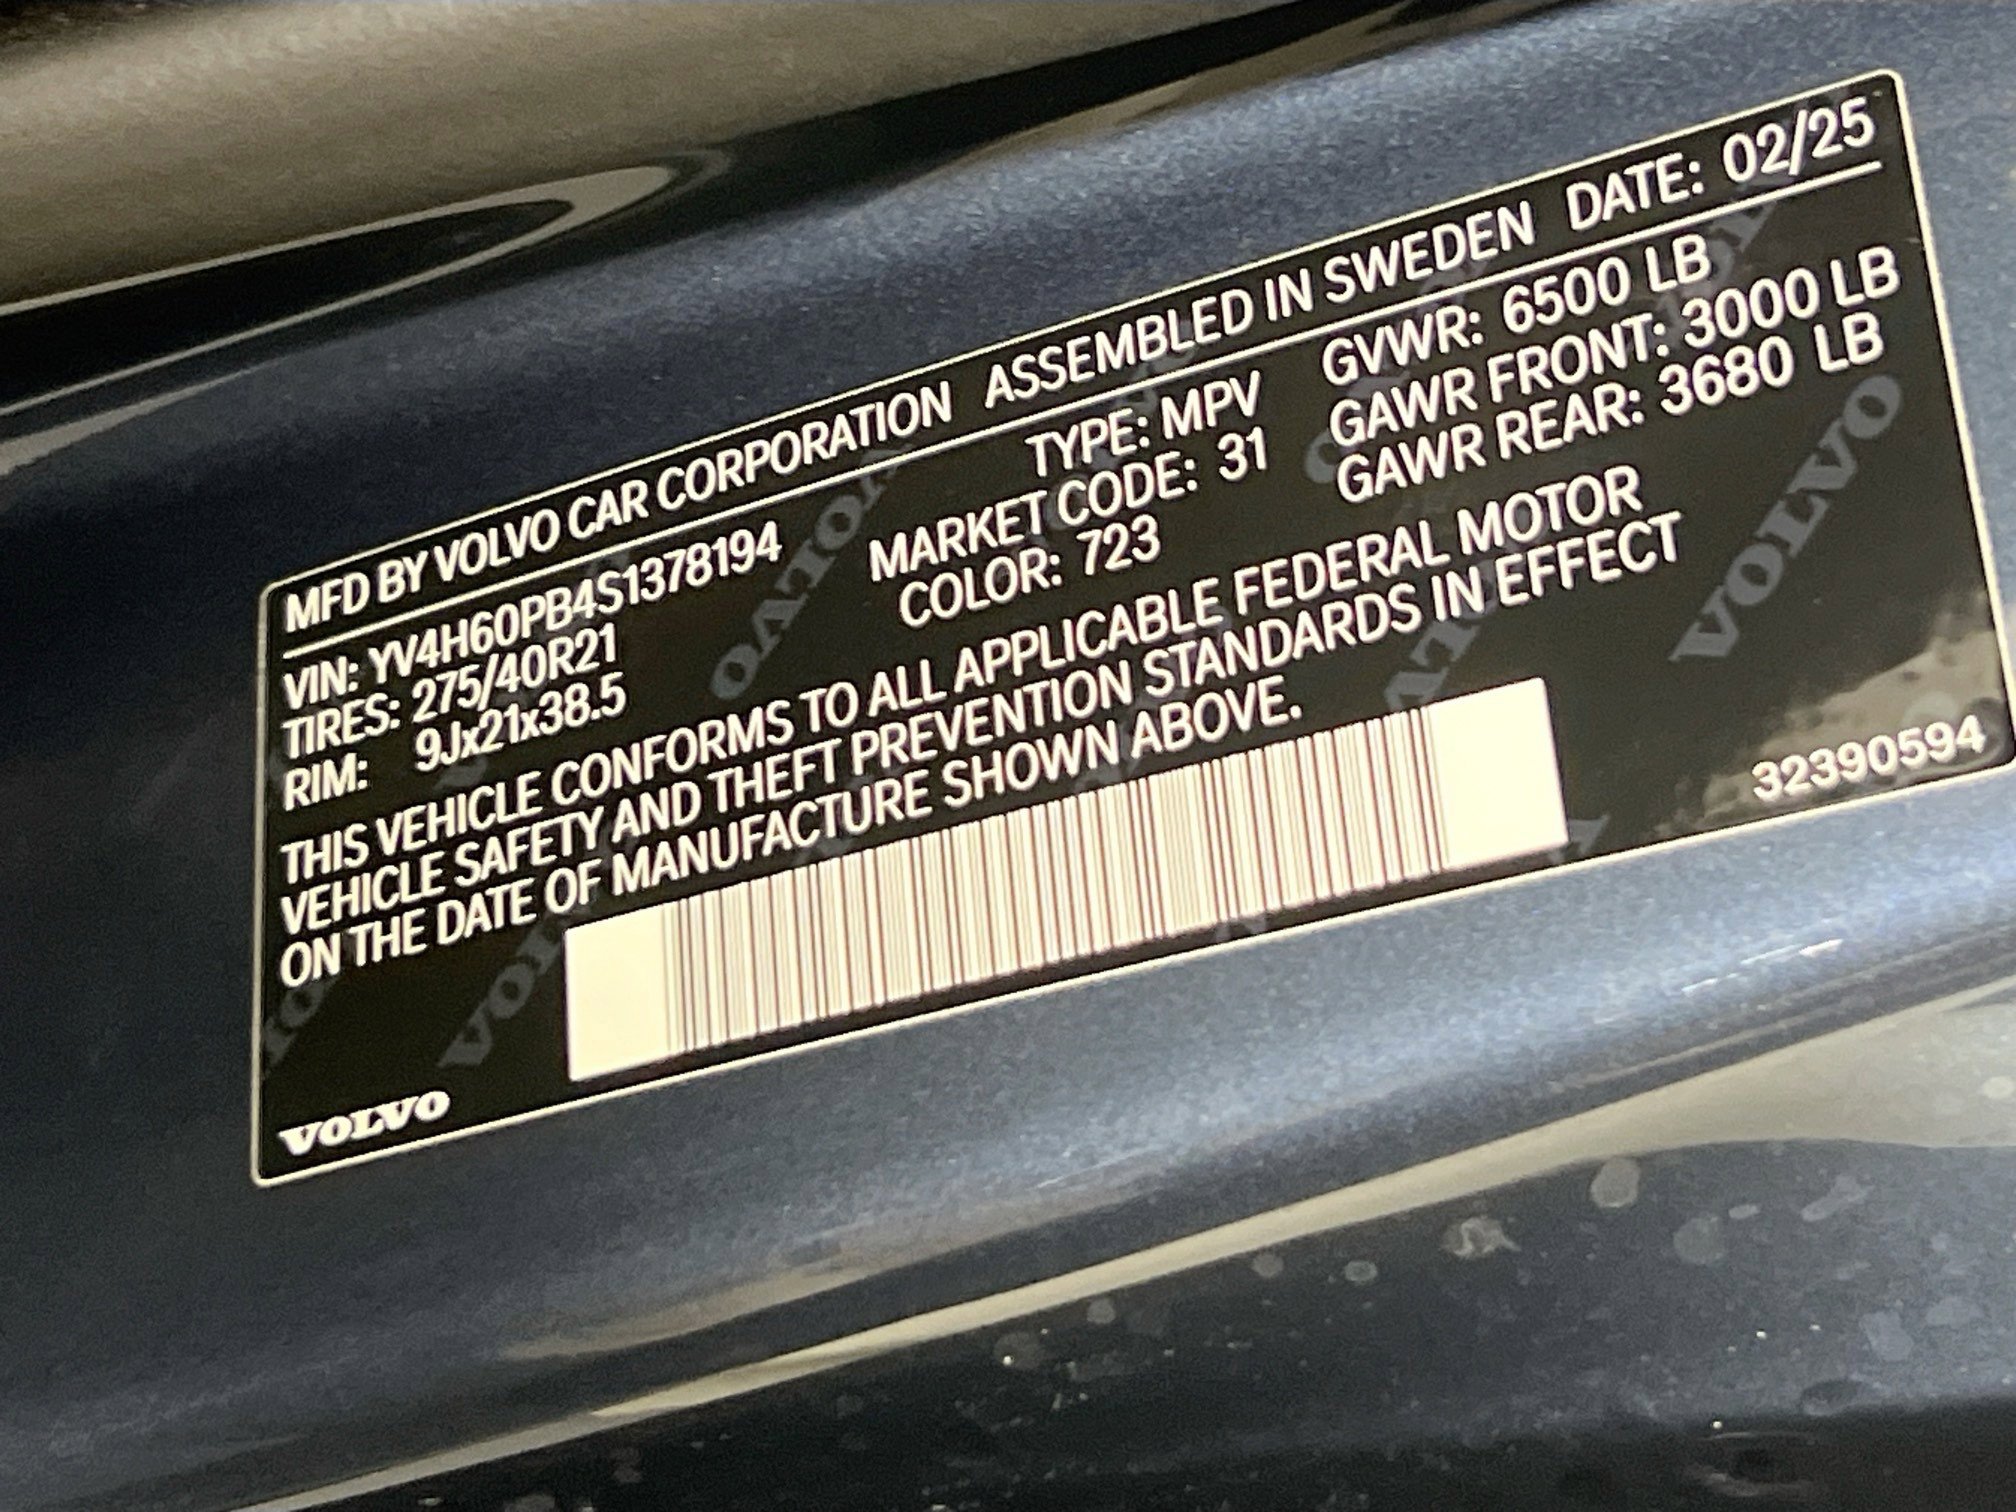 MFD BY VOLVO CAR CORPORATION ASSEMBLED IN SWEDEN DATE: 02/25
VIN: YV4H60PB4S1378194 TYPE: MPV GVWR: 6500 LB
TIRES: 275/40R21 MARKET CODE: 31 GAWR FRONT: 3000 LB
RIM: 9Jx21x38.5 COLOR: 723 GAWR REAR: 3680 LB
THIS VEHICLE CONFORMS TO ALL APPLICABLE FEDERAL MOTOR
VEHICLE SAFETY AND THEFT PREVENTION STANDARDS IN EFFECT
ON THE DATE OF MANUFACTURE SHOWN ABOVE.
32390594
VOLVO